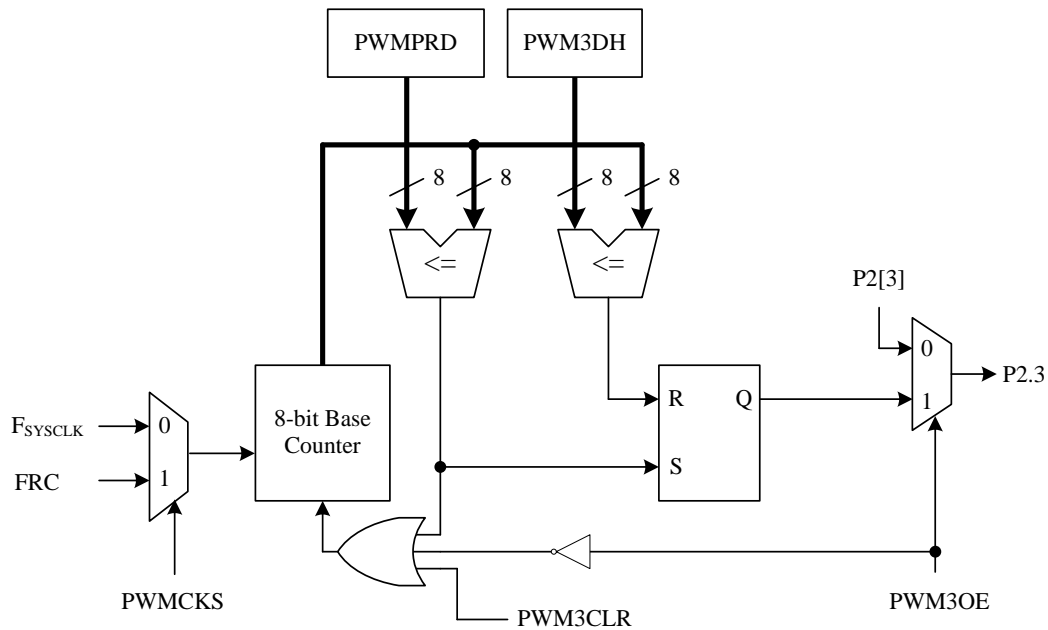 PWMPRD
PWM3DH
8
8
8
8
<=
<=
P2[3]
0
1
P2.3
FSYSCLK
FRC
0
1
8-bit Base
Counter
R
Q
S
PWMCKS
PWM3CLR
PWM3OE